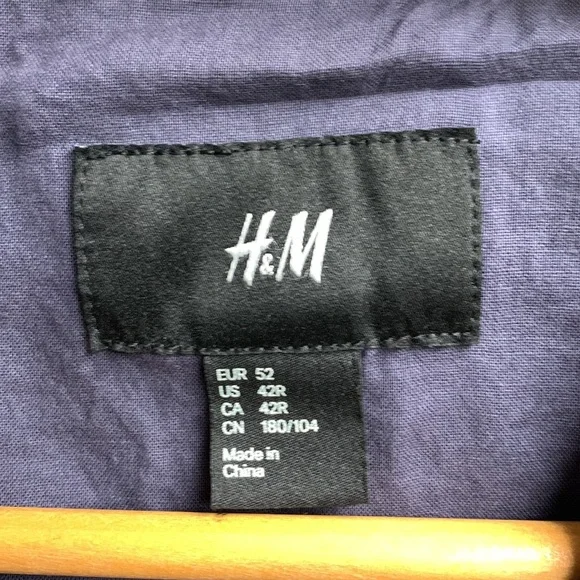 H&M
EUR 52
US 42R
CA 42R
CN 180/104
Made in
China